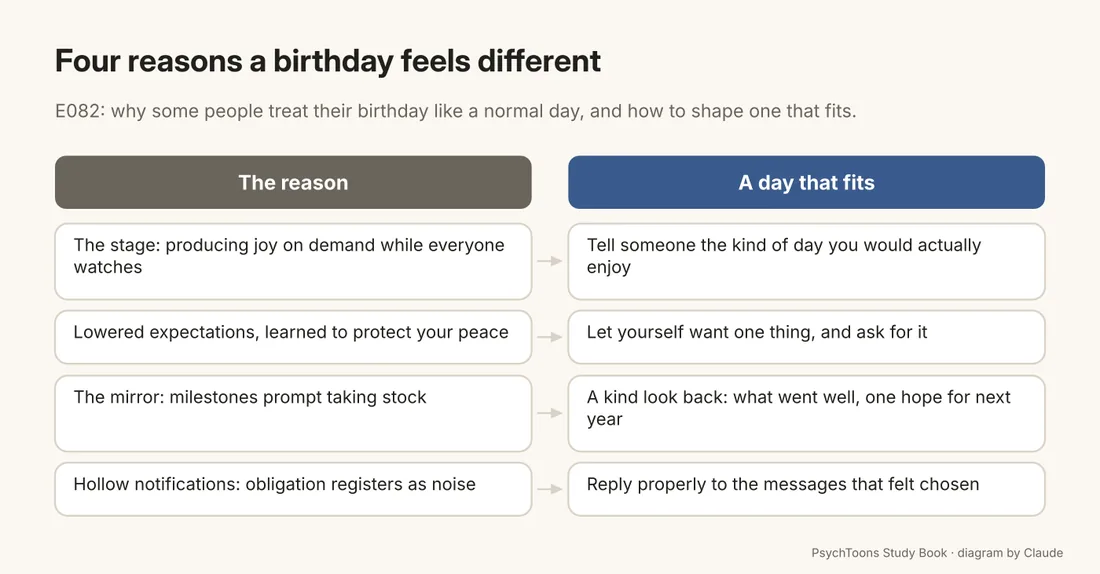 Four reasons a birthday feels different
E082: why some people treat their birthday like a normal day, and how to shape one that fits.
The reason
A day that fits
The stage: producing joy on demand while everyone
watches
Tell someone the kind of day you would actually
enjoy
Lowered expectations, learned to protect your peace
Let yourself want one thing, and ask for it
The mirror: milestones prompt taking stock
A kind look back: what went well, one hope for next
year
Hollow notifications: obligation registers as noise
Reply properly to the messages that felt chosen
PsychToons Study Book · diagram by Claude